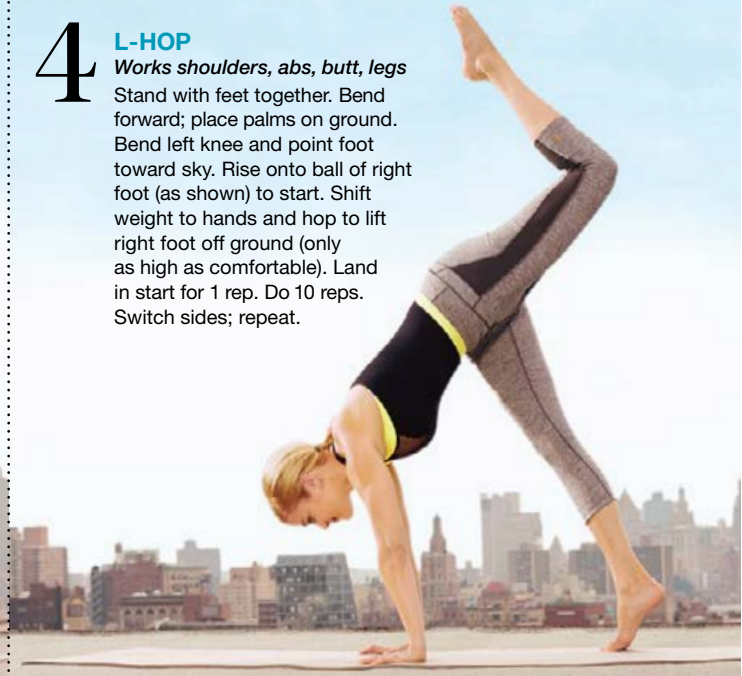 4
L-HOP
Works shoulders, abs, butt, legs
Stand with feet together. Bend
forward; place palms on ground.
Bend left knee and point foot
toward sky. Rise onto ball of right
foot (as shown) to start. Shift
weight to hands and hop to lift
right foot off ground (only
as high as comfortable). Land
in start for 1 rep. Do 10 reps.
Switch sides; repeat.